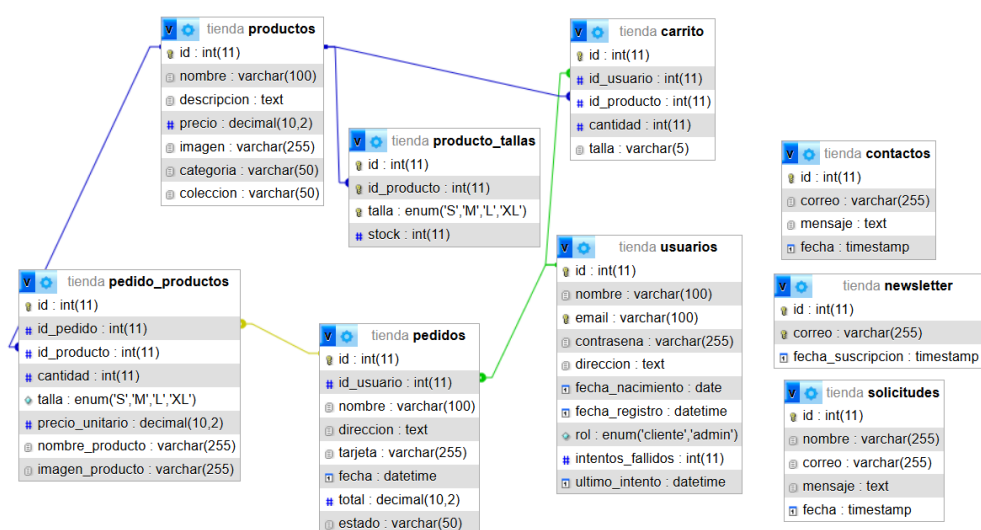 tienda productos
id : int(11)
nombre : varchar(100)
descripcion : text
# precio : decimal(10,2)
imagen : varchar(255)
categoria : varchar(50)
coleccion : varchar(50)
tienda carrito
id : int(11)
# id_usuario : int(11)
# id_producto : int(11)
# cantidad : int(11)
talla : varchar(5)
tienda producto_tallas
id : int(11)
id_producto : int(11)
talla : enum('S','M','L','XL')
# stock : int(11)
tienda contactos
id : int(11)
correo : varchar(255)
mensaje : text
fecha : timestamp
tienda usuarios
id : int(11)
nombre : varchar(100)
email : varchar(100)
contrasena : varchar(255)
direccion : text
fecha_nacimiento : date
fecha_registro : datetime
rol : enum('cliente','admin')
# intentos_fallidos : int(11)
ultimo_intento : datetime
tienda pedido_productos
id : int(11)
# id_pedido : int(11)
# id_producto : int(11)
# cantidad : int(11)
talla : enum('S','M','L','XL')
# precio_unitario : decimal(10,2)
nombre_producto : varchar(255)
imagen_producto : varchar(255)
tienda newsletter
id : int(11)
correo : varchar(255)
fecha_suscripcion : timestamp
tienda pedidos
id : int(11)
# id_usuario : int(11)
nombre : varchar(100)
direccion : text
tarjeta : varchar(255)
fecha : datetime
# total : decimal(10,2)
estado : varchar(50)
tienda solicitudes
id : int(11)
nombre : varchar(255)
correo : varchar(255)
mensaje : text
fecha : timestamp